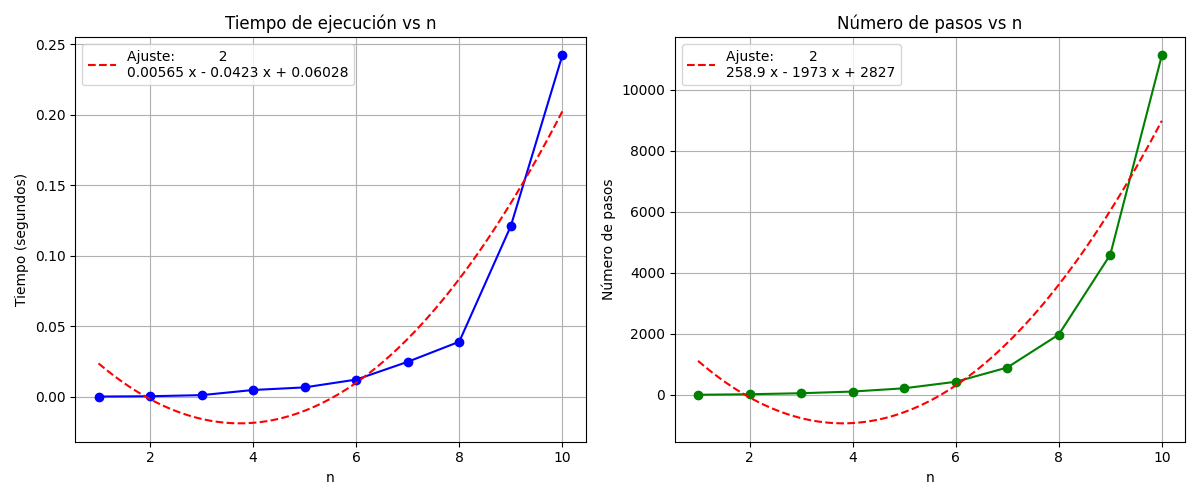 Tiempo de ejecución vs n
Ajuste: 2
0.00565 x - 0.0423 x + 0.06028
0.25
0.20
0.15
0.10
0.05
0.00
Tiempo (segundos)
2 4 6 8 10
n
Número de pasos vs n
Ajuste: 2
258.9 x - 1973 x + 2827
10000
8000
6000
4000
2000
0
Número de pasos
2 4 6 8 10
n